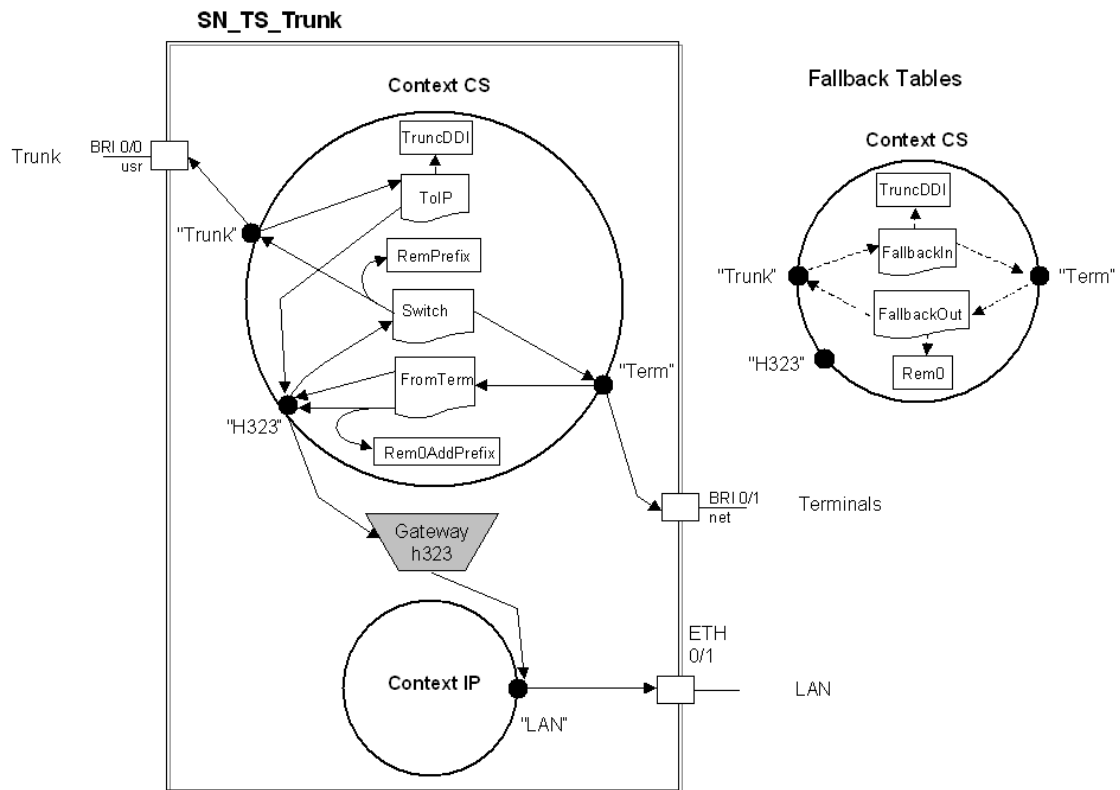 SN_TS_Trunk
Context CS
Fallback Tables
Context CS
Trunk
BRI 0/0
usr
TruncDDI
ToIP
"Trunk"
RemPrefix
Switch
FromTerm
"Term"
"H323"
Rem0AddPrefix
TruncDDI
FallbackIn
"Trunk"
"Term"
FallbackOut
"H323"
Rem0
BRI 0/1
net
Terminals
Gateway
h323
ETH
0/1
Context IP
LAN
"LAN"